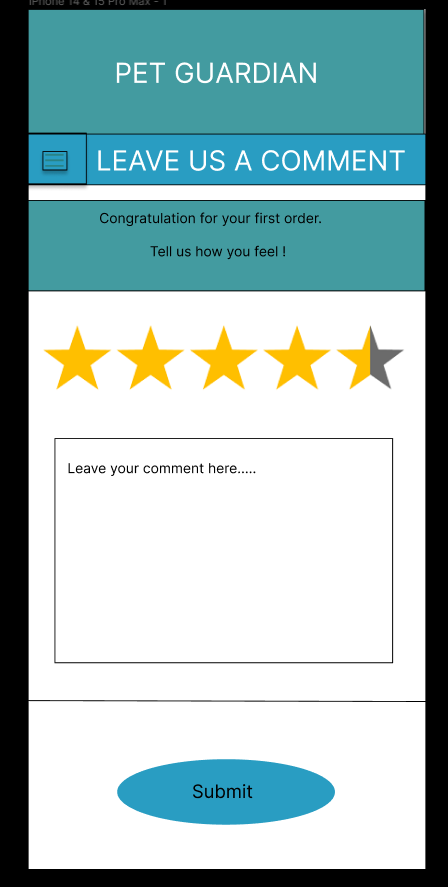 iPhone 14 & 15 Pro Max - 1
PET GUARDIAN
LEAVE US A COMMENT
Congratulation for your first order.
Tell us how you feel !
Leave your comment here.....
Submit